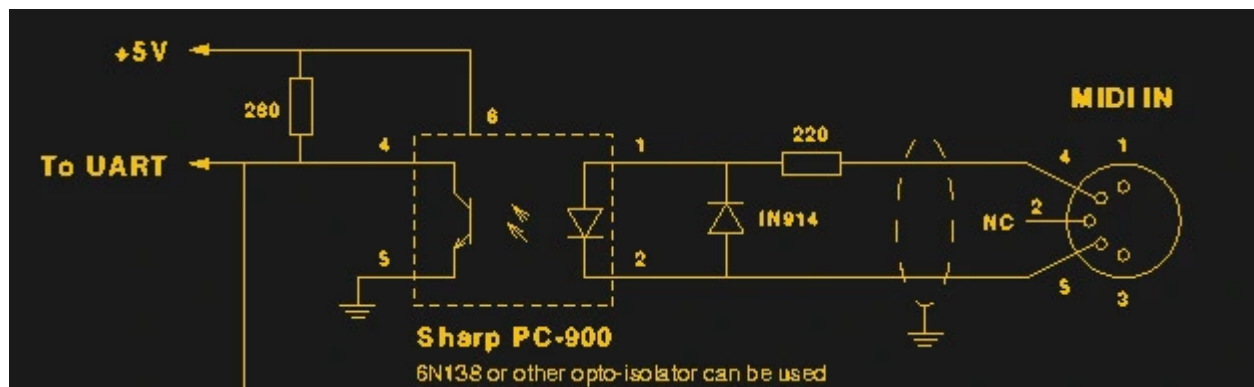 +5V
280
6
4
1
220
MIDI IN
4
1
To UART
IN914
NC
2
5
2
5
3
Sharp PC-900
6N138 or other opto-isolator can be used